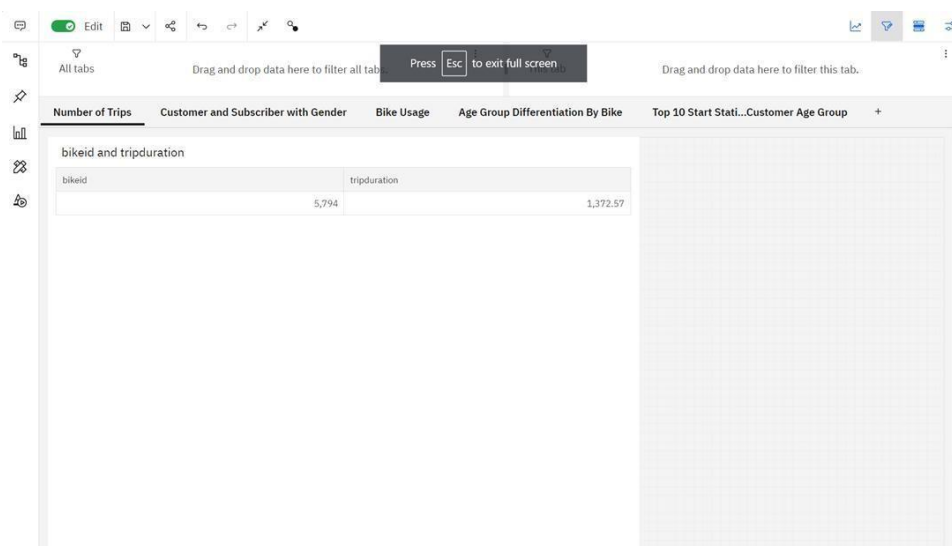 Edit
Press Esc to exit full screen
All tabs
Drag and drop data here to filter all tabs.
This tab
Drag and drop data here to filter this tab.
Number of Trips
Customer and Subscriber with Gender
Bike Usage
Age Group Differentiation By Bike
Top 10 Start Stati...Customer Age Group
+
bikeid and tripduration
bikeid tripduration
5,794 1,372.57